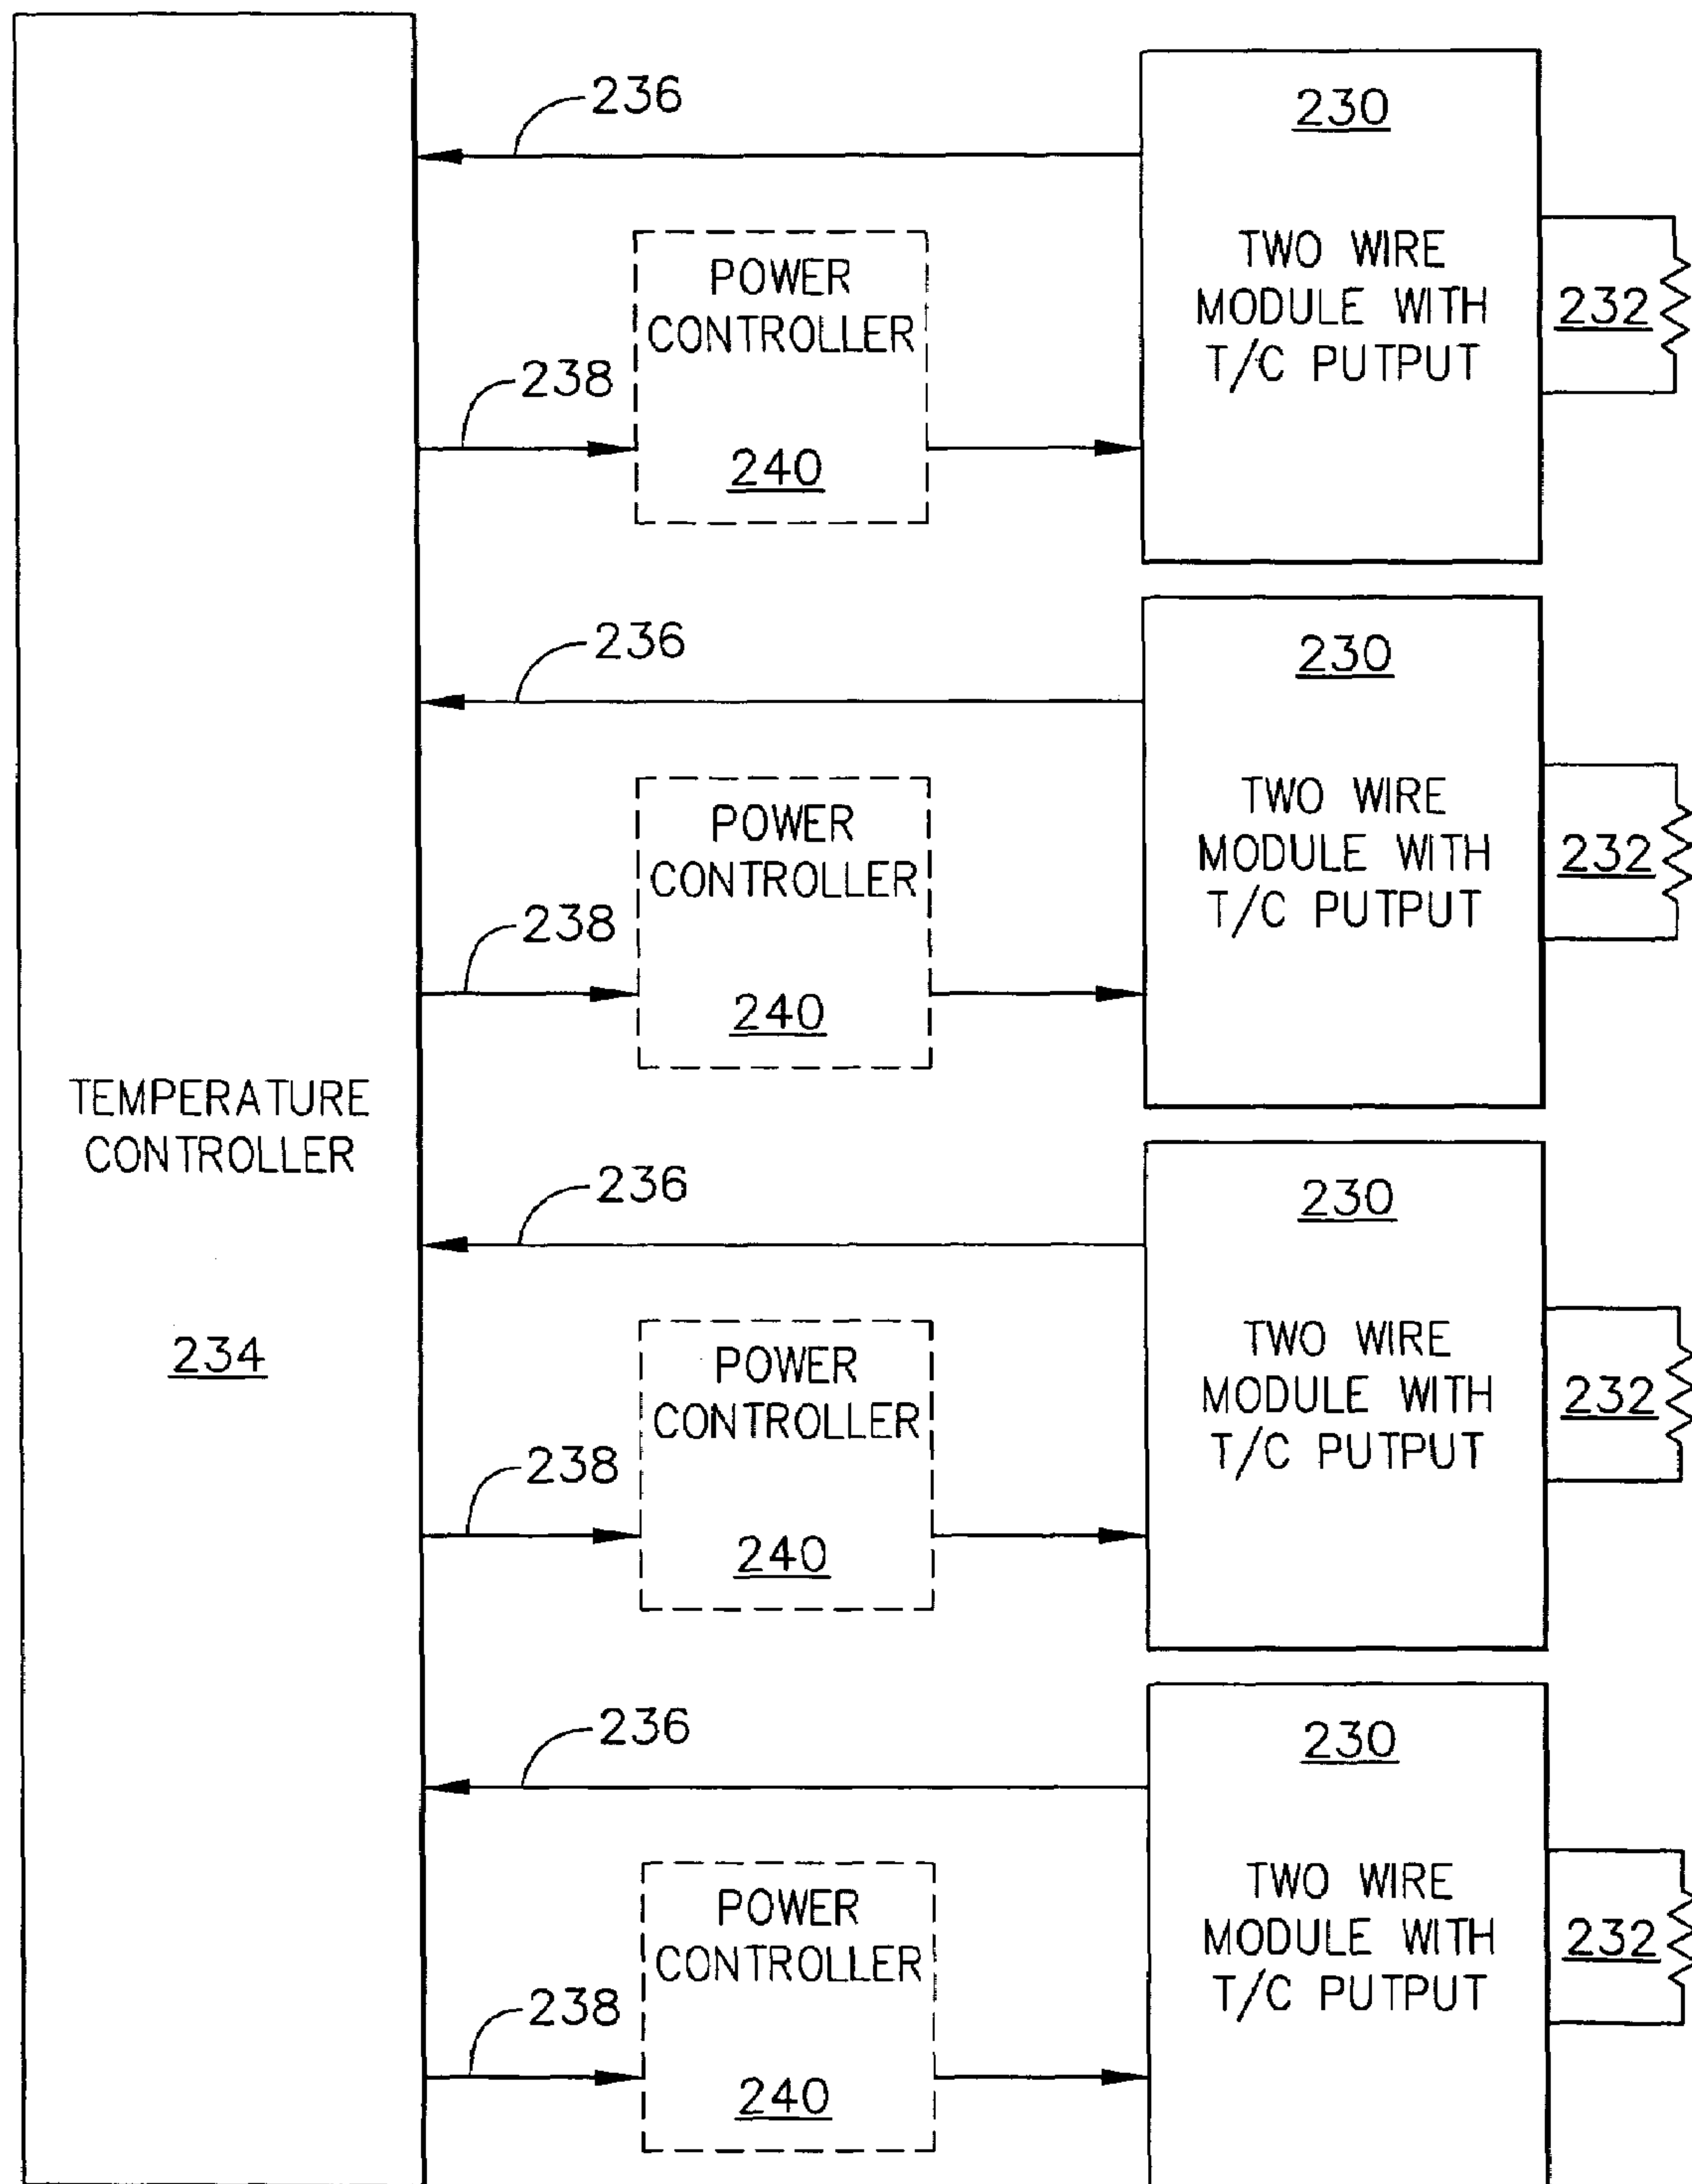 236
230
TWO WIRE
MODULE WITH
T/C PUTPUT
232
POWER
CONTROLLER
238
240
236
230
TWO WIRE
MODULE WITH
T/C PUTPUT
232
POWER
CONTROLLER
238
240
TEMPERATURE
CONTROLLER
234
236
230
TWO WIRE
MODULE WITH
T/C PUTPUT
232
POWER
CONTROLLER
238
240
236
230
TWO WIRE
MODULE WITH
T/C PUTPUT
232
POWER
CONTROLLER
238
240